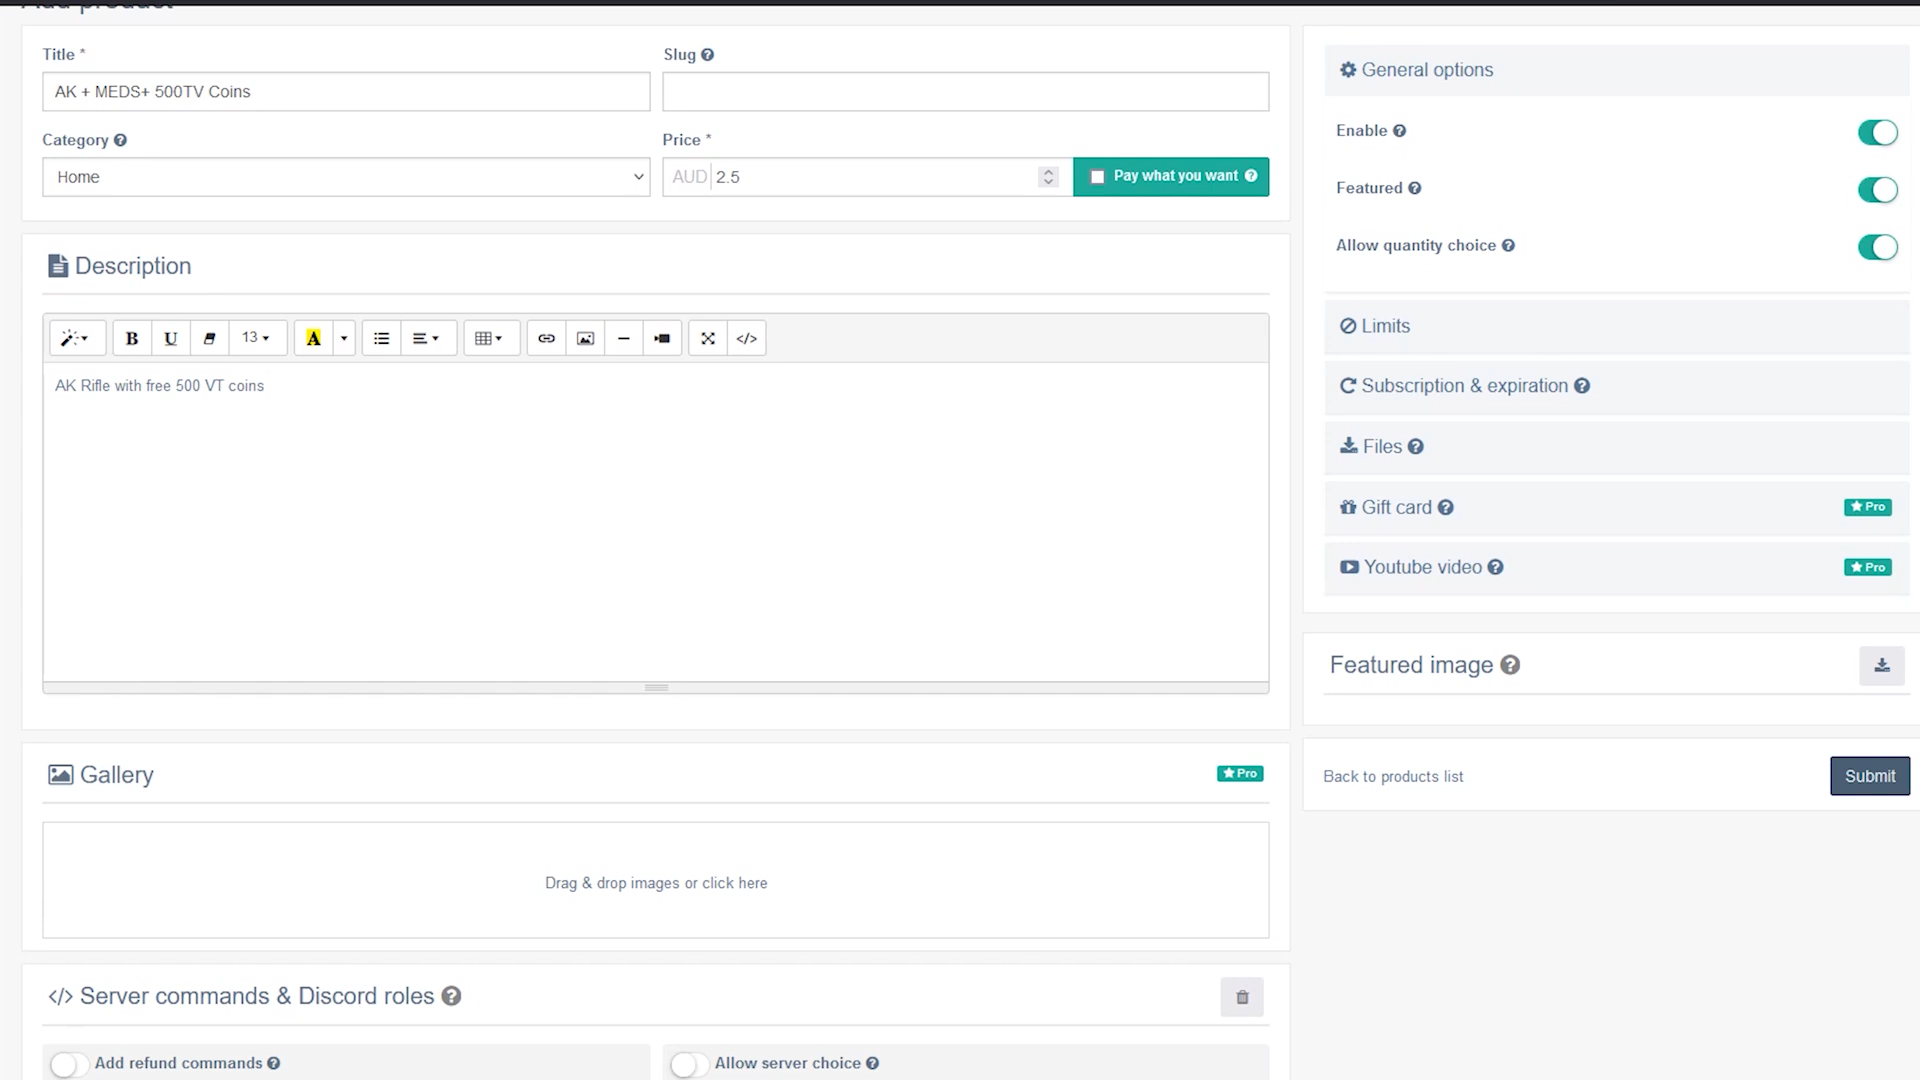 Add product
Title *
AK + MEDS+ 500TV Coins
Slug
Category
Home
Price *
AUD 2.5
Pay what you want
Description
B U 13 A
AK Rifle with free 500 VT coins
Gallery
Pro
Drag & drop images or click here
</> Server commands & Discord roles
Add refund commands
Allow server choice
General options
Enable
Featured
Allow quantity choice
Limits
Subscription & expiration
Files
Gift card
Pro
Youtube video
Pro
Featured image
Back to products list
Submit